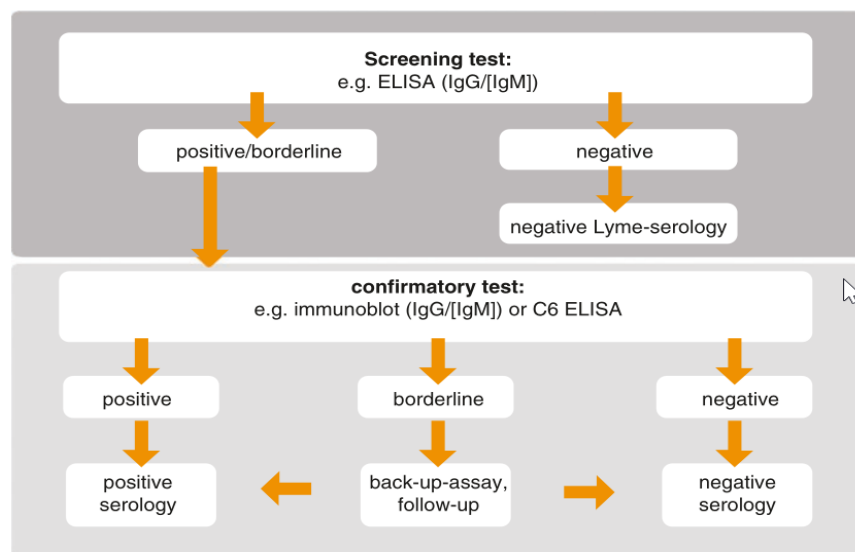 Screening test:
e.g. ELISA (IgG/[IgM])
positive/borderline
negative
negative Lyme-serology
confirmatory test:
e.g. immunoblot (IgG/[IgM]) or C6 ELISA
positive
borderline
negative
positive
serology
back-up-assay,
follow-up
negative
serology